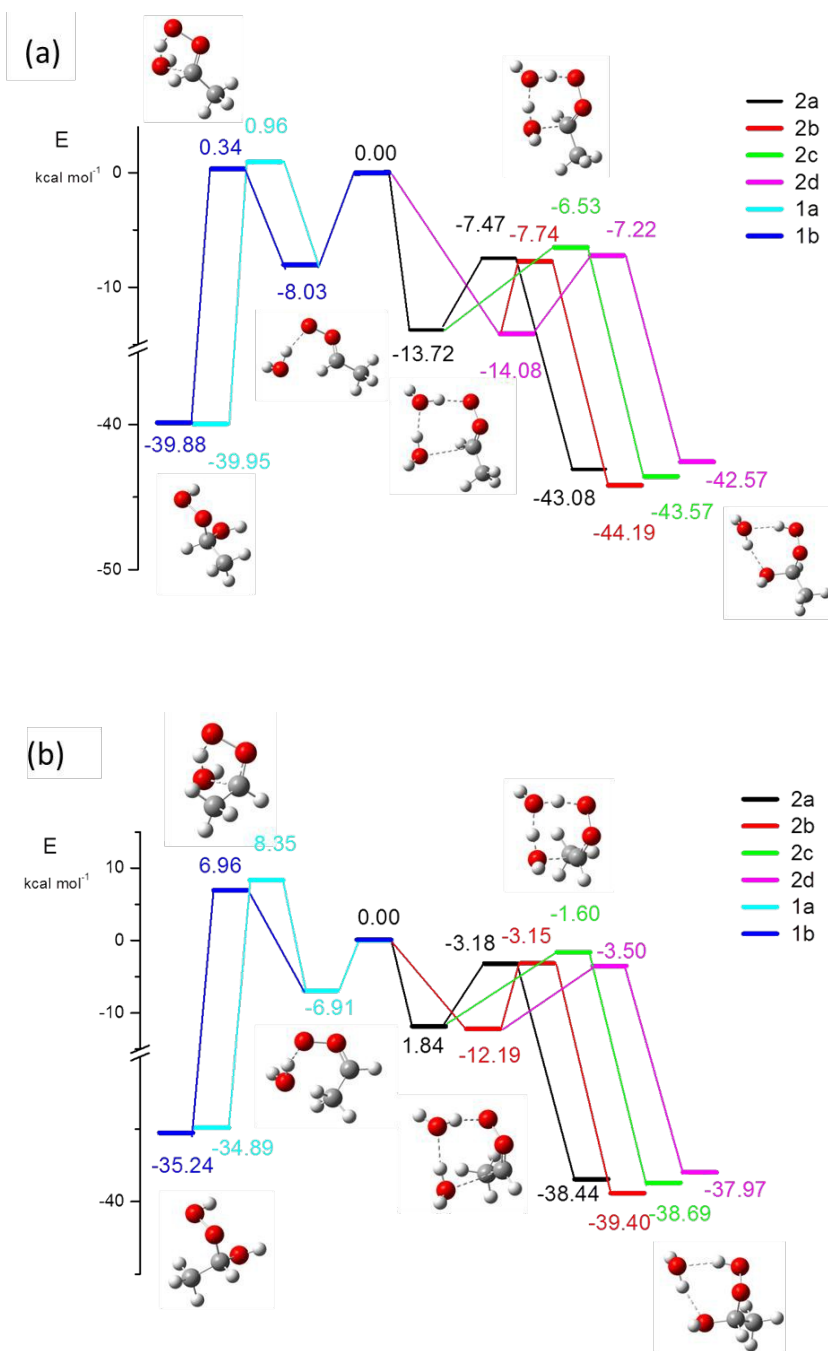 (a)
E
kcal mol-1
0
-10
-40
-50
0.34
0.96
0.00
-8.03
-39.88
-39.95
-13.72
-14.08
-7.47
-7.74
-6.53
-7.22
-43.08
-44.19
-43.57
-42.57
2a
2b
2c
2d
1a
1b
(b)
E
kcal mol-1
10
0
-10
-40
6.96
8.35
0.00
-6.91
-35.24
-34.89
1.84
-12.19
-3.18
-3.15
-1.60
-3.50
-38.44
-39.40
-38.69
-37.97
2a
2b
2c
2d
1a
1b